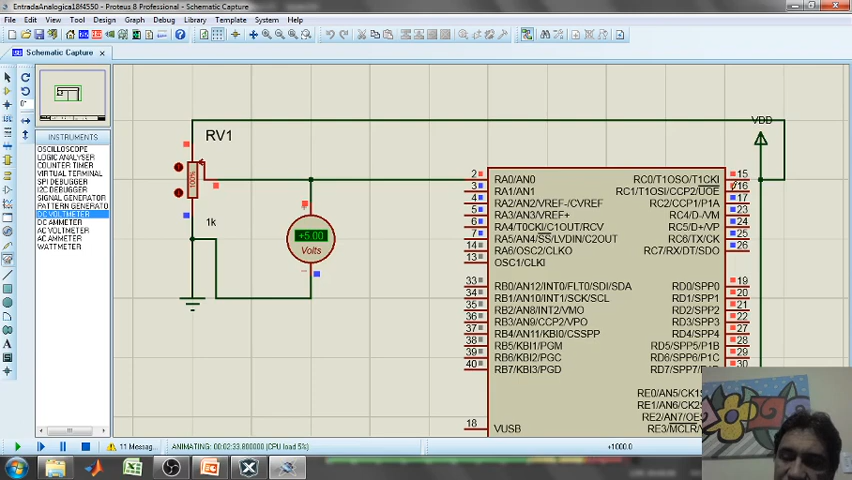 EntradaAnalogica18f4550 - Proteus 8 Professional - Schematic Capture
File Edit View Tool Design Graph Debug Library Template System Help
Schematic Capture
0°
INSTRUMENTS
OSCILLOSCOPE
LOGIC ANALYSER
COUNTER TIMER
VIRTUAL TERMINAL
SPI DEBUGGER
I2C DEBUGGER
SIGNAL GENERATOR
PATTERN GENERATO
DC VOLTMETER
DC AMMETER
AC VOLTMETER
AC AMMETER
WATTMETER
RV1
100%
1k
+5.00
Volts
VDD
2 RA0/AN0 RC0/T1OSO/T1CKI 15
3 RA1/AN1 RC1/T1OSI/CCP2/UOE 16
4 RA2/AN2/VREF-/CVREF RC2/CCP1/P1A 17
5 RA3/AN3/VREF+ RC4/D-/VM 23
6 RA4/T0CKI/C1OUT/RCV RC5/D+/VP 24
7 RA5/AN4/SS/LVDIN/C2OUT RC6/TX/CK 25
14 RA6/OSC2/CLKO RC7/RX/DT/SDO 26
13 OSC1/CLKI
33 RB0/AN12/INT0/FLT0/SDI/SDA RD0/SPP0 19
34 RB1/AN10/INT1/SCK/SCL RD1/SPP1 20
35 RB2/AN8/INT2/VMO RD2/SPP2 21
36 RB3/AN9/CCP2/VPO RD3/SPP3 22
37 RB4/AN11/KBI0/CSSPP RD4/SPP4 27
38 RB5/KBI1/PGM RD5/SPP5/P1B 28
39 RB6/KBI2/PGC RD6/SPP6/P1C 29
40 RB7/KBI3/PGD RD7/SPP7/P 30
RE0/AN5/CK1
RE1/AN6/CK2
RE2/AN7/
18 VUSB RE3/MCLR/
11 Messag... ANIMATING: 00:02:33.800000 (CPU load 5%) +1000.0